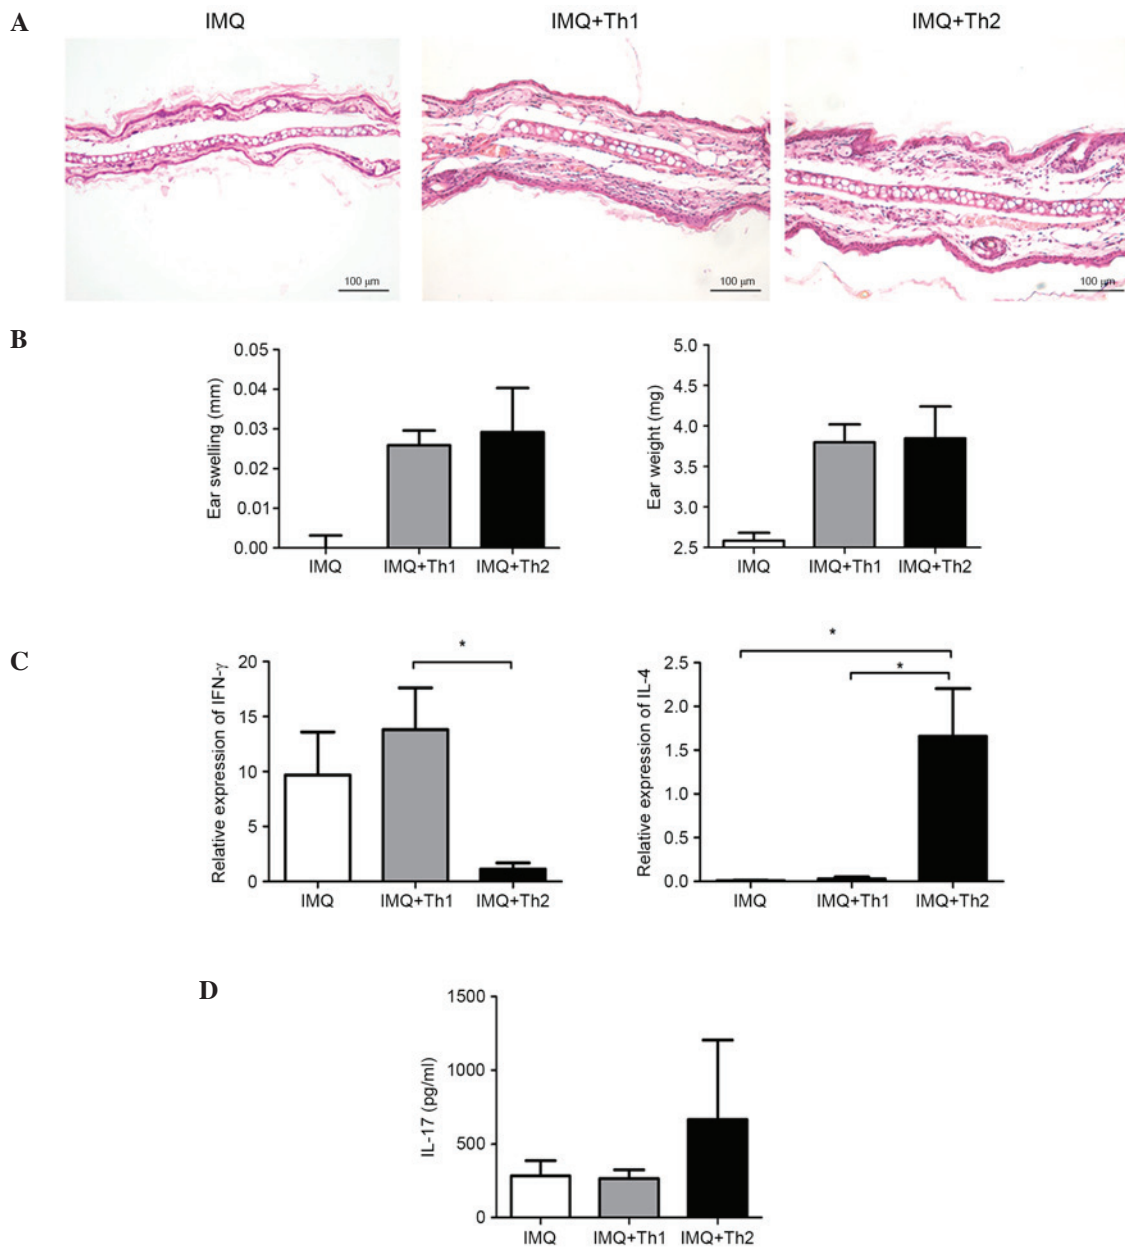 A
IMQ
IMQ+Th1
IMQ+Th2
100 μm
100 μm
100 μm
B
Ear swelling (mm)
0.05
0.04
0.03
0.02
0.01
0.00
IMQ
IMQ+Th1
IMQ+Th2
Ear weight (mg)
5.0
4.5
4.0
3.5
3.0
2.5
IMQ
IMQ+Th1
IMQ+Th2
C
Relative expression of IFN-γ
20
15
10
5
0
*
IMQ
IMQ+Th1
IMQ+Th2
Relative expression of IL-4
2.5
2.0
1.5
1.0
0.5
0.0
*
*
IMQ
IMQ+Th1
IMQ+Th2
D
IL-17 (pg/ml)
1500
1000
500
0
IMQ
IMQ+Th1
IMQ+Th2